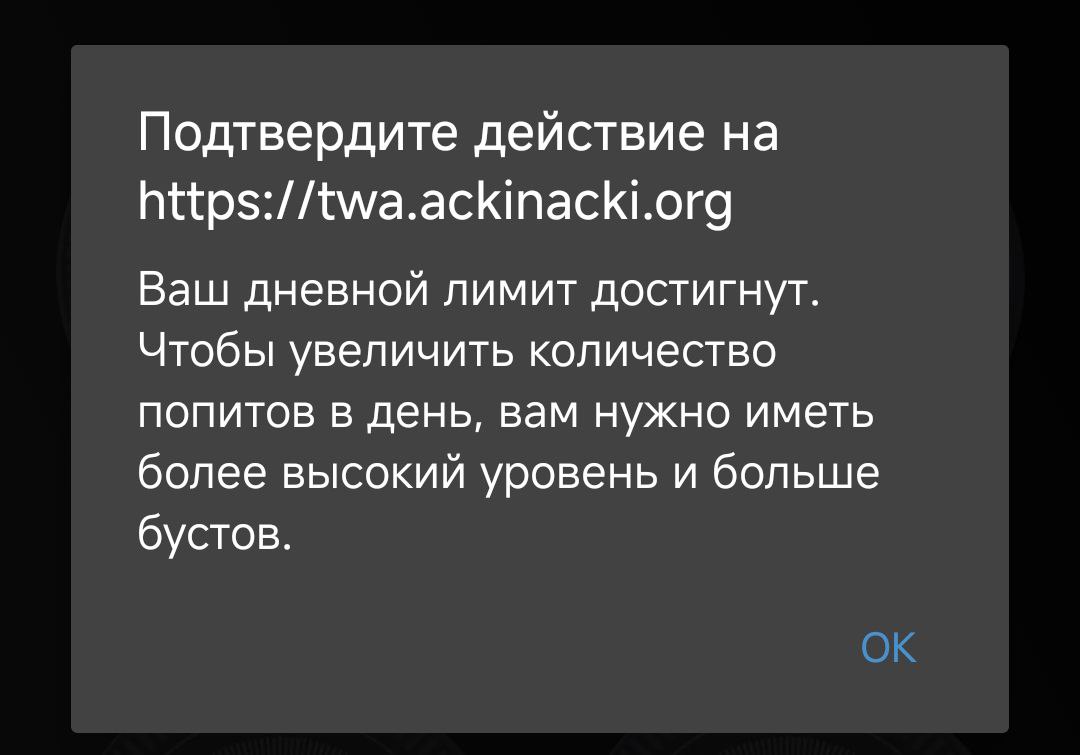 Подтвердите действие на
https://twa.ackinacki.org
Ваш дневной лимит достигнут.
Чтобы увеличить количество
попитов в день, вам нужно иметь
более высокий уровень и больше
бустов.
OK